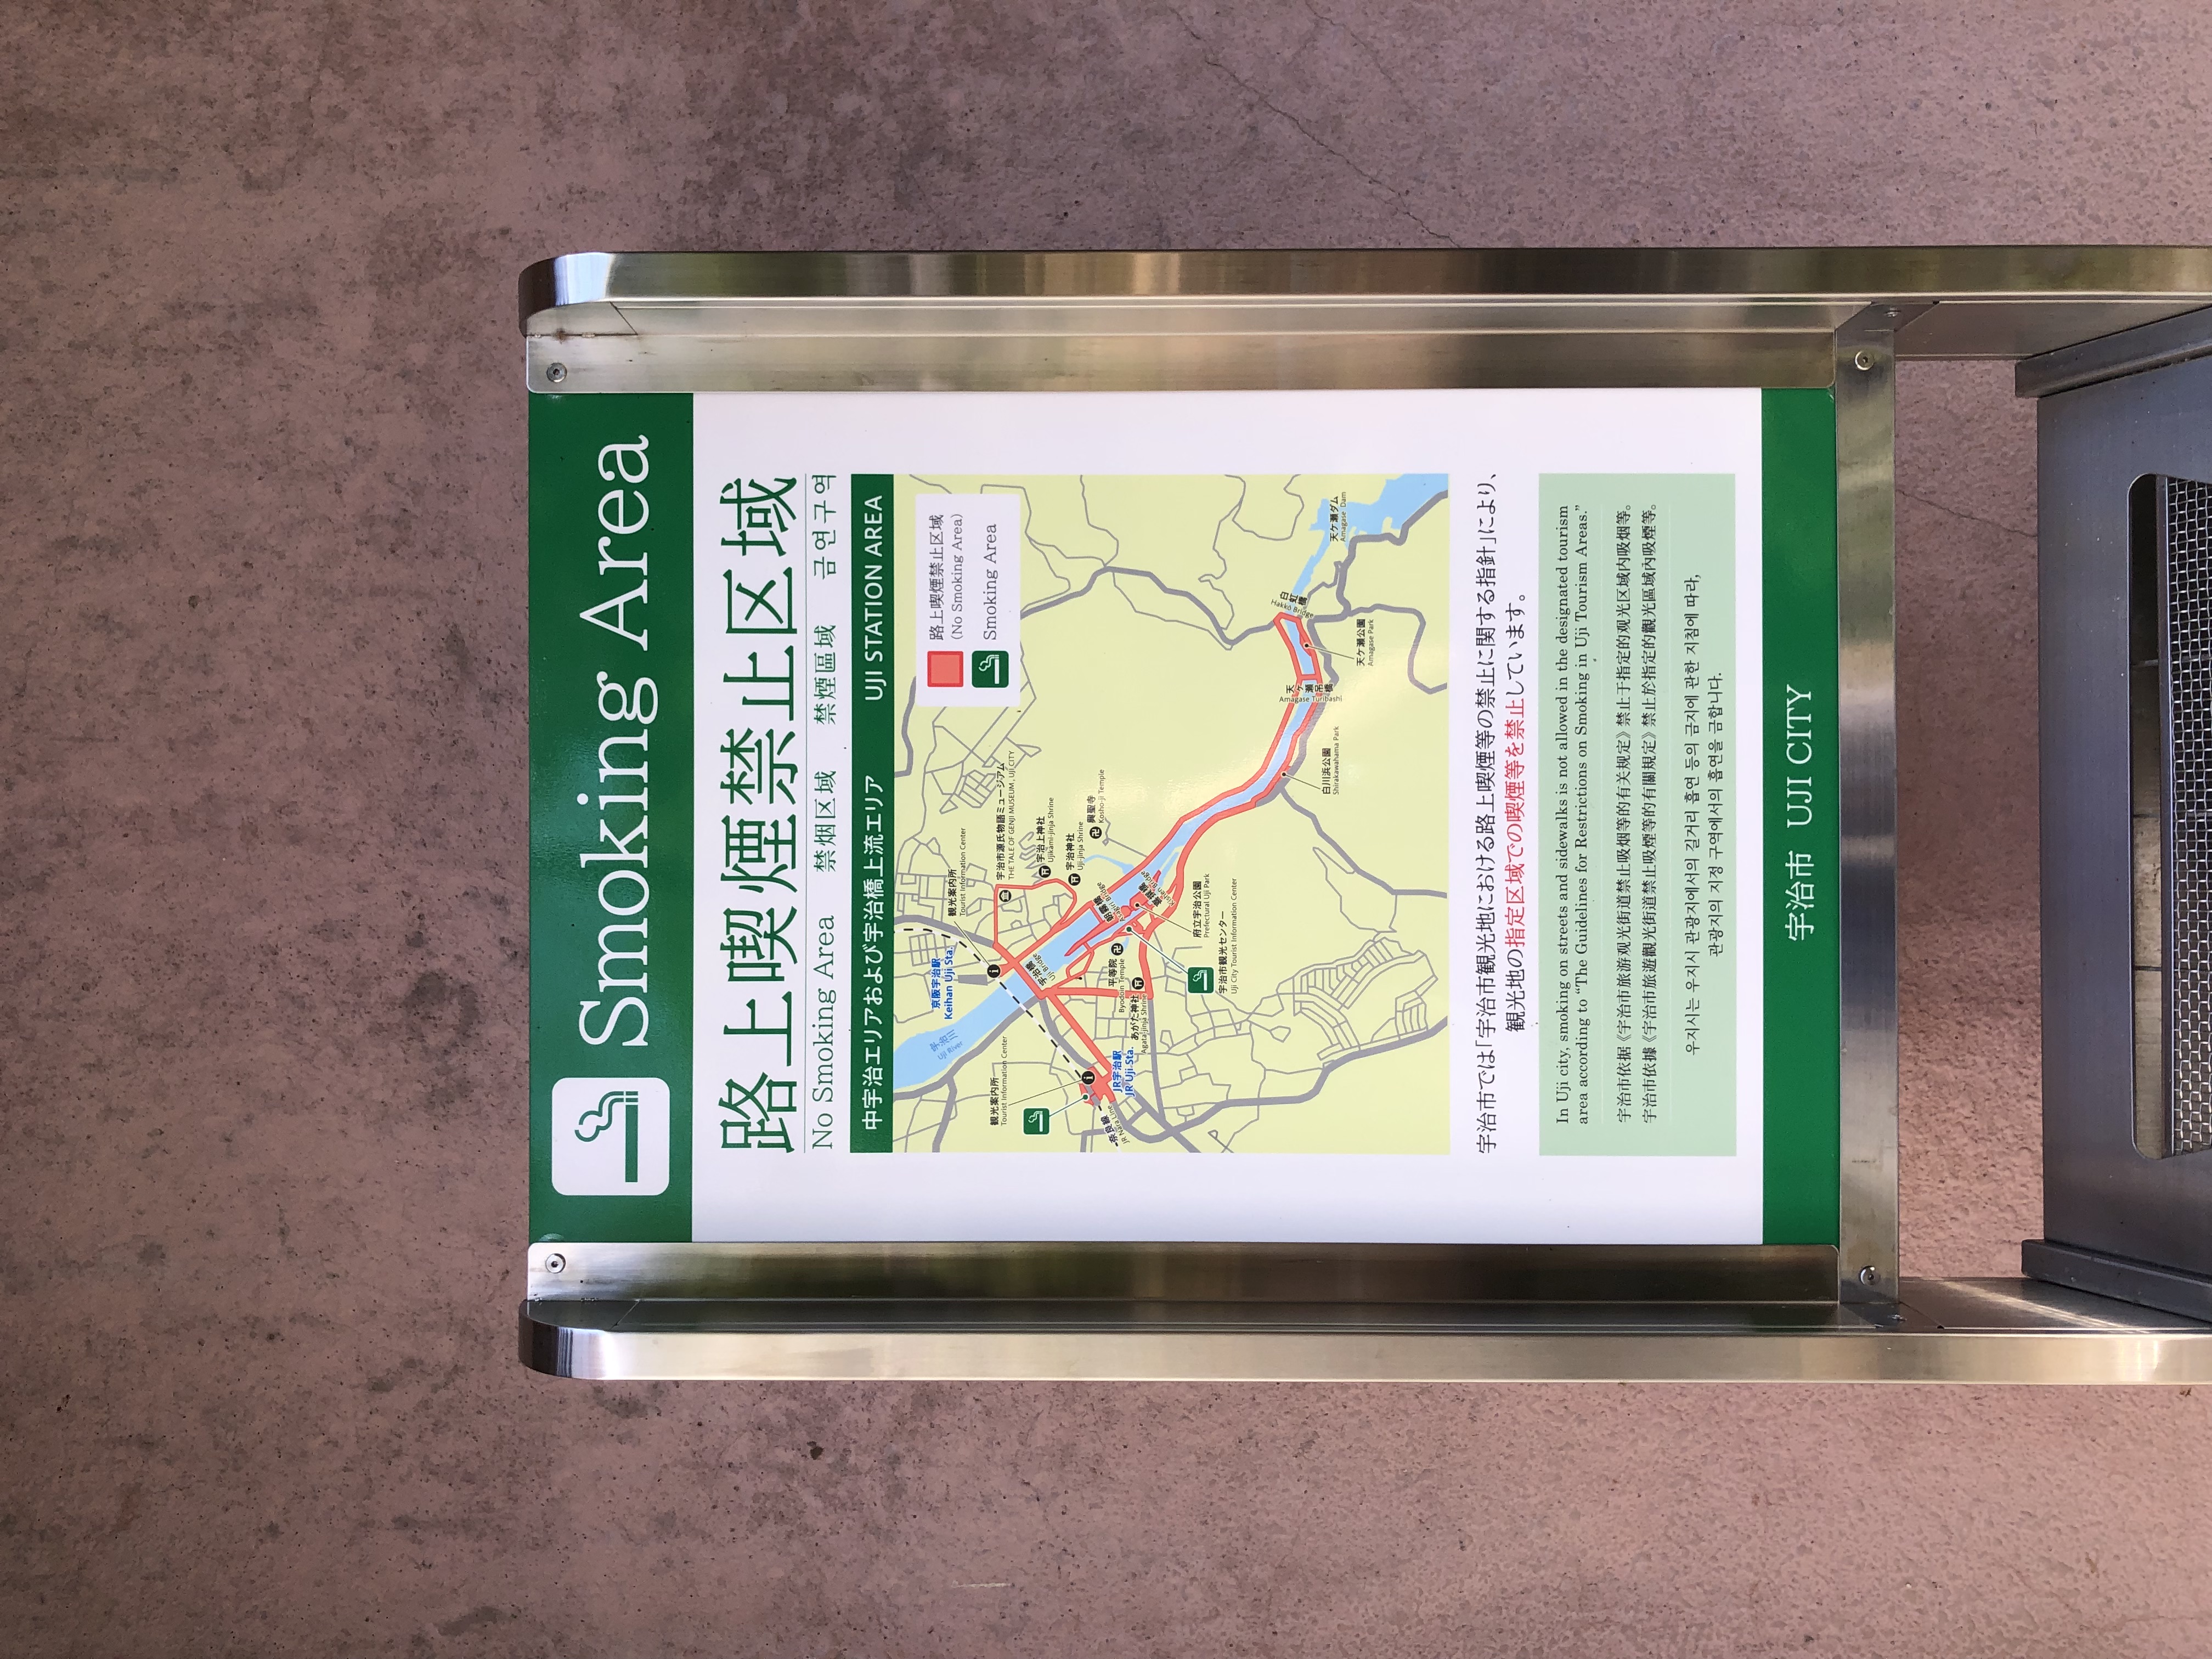 Smoking Area
路上喫煙禁止区域
No Smoking Area 禁烟区域 禁煙區域 금연구역
中宇治エリアおよび宇治橋上流エリア UJI STATION AREA
路上喫煙禁止区域
(No Smoking Area)
Smoking Area
宇治川
Uji River
京阪宇治駅
Keihan Uji Sta.
観光案内所
Tourist Information Center
観光案内所
Tourist Information Center
宇治市源氏物語ミュージアム
THE TALE OF GENJI MUSEUM, UJI CITY
宇治橋
Uji Bridge
宇治上神社
Ujikami-jinja Shrine
宇治神社
Uji-jinja Shrine
興聖寺
Kosho-ji Temple
奈良線
JR Nara Line
JR宇治駅
JR Uji Sta.
平等院
Byodoin Temple
朝霧橋
Asagiri Bridge
あがた神社
Agata-jinja Shrine
喜撰橋
Kisen Bridge
府立宇治公園
Prefectural Uji Park
宇治市観光センター
Uji City Tourist Information Center
白川浜公園
Shirakawahama Park
天ヶ瀬吊橋
Amagase Turibashi
白虹橋
Hakko Bridge
天ケ瀬公園
Amagase Park
天ケ瀬ダム
Amagase Dam
宇治市では「宇治市観光地における路上喫煙等の禁止に関する指針」により、
観光地の指定区域での喫煙等を禁止しています。
In Uji city, smoking on streets and sidewalks is not allowed in the designated tourism
area according to “The Guidelines for Restrictions on Smoking in Uji Tourism Areas.”
宇治市依据《宇治市旅游观光街道禁止吸烟等的有关规定》禁止于指定的观光区域内吸烟等。
宇治市依據《宇治市旅遊觀光街道禁止吸煙等的有關規定》禁止於指定的觀光區域內吸煙等。
우지시는 우지시 관광지에서의 길거리 흡연 등의 금지에 관한 지침에 따라,
관광지의 지정 구역에서의 흡연을 금합니다.
宇治市 UJI CITY